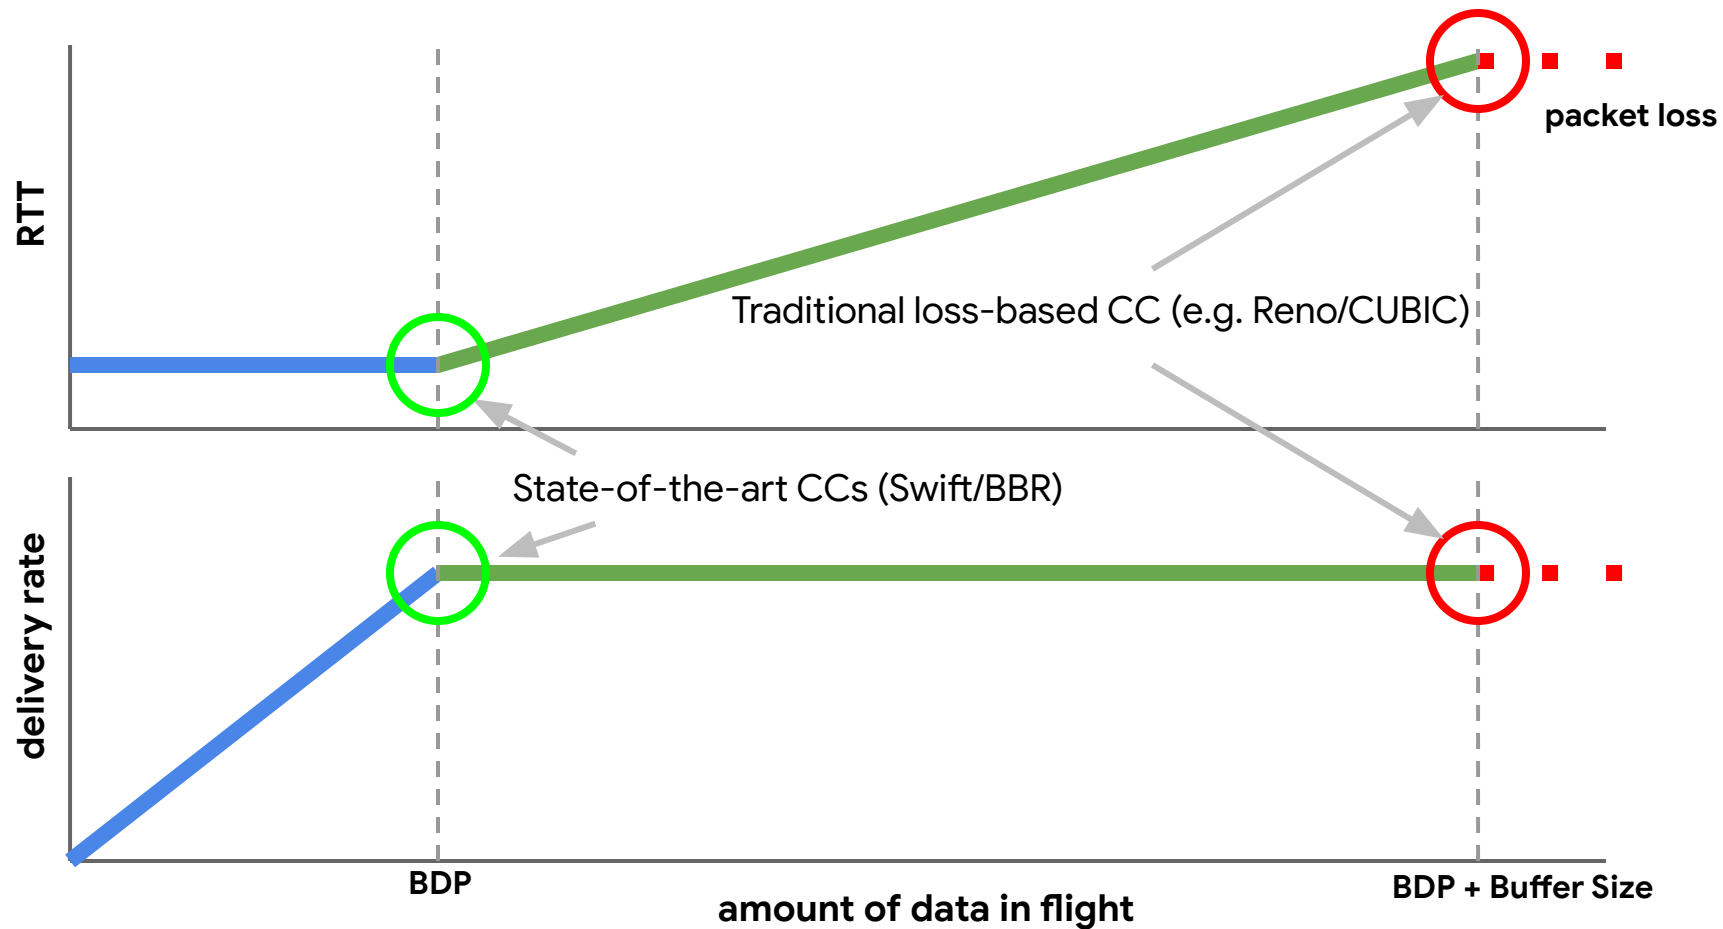 packet loss
RTT
Traditional loss-based CC (e.g. Reno/CUBIC)
State-of-the-art CCs (Swift/BBR)
delivery rate
BDP
BDP + Buffer Size
amount of data in flight